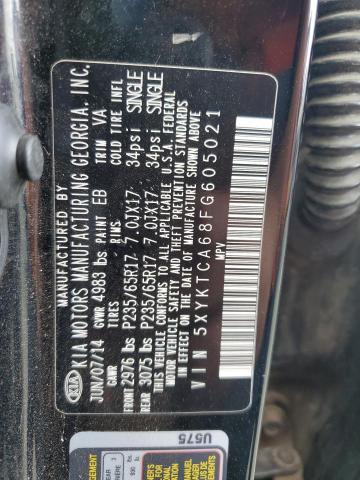 MANUFACTURED BY
KIA MOTORS MANUFACTURING GEORGIA, INC.
JUN/07/14 GVWR 4983 lbs PAINT EB TRIM VA
GAWR TIRES RIMS COLD TIRE INFL
FRONT 2976 lbs P235/65R17 7.0JX17 34psi SINGLE
REAR 3075 lbs P235/65R17 7.0JX17 34psi SINGLE
THIS VEHICLE CONFORMS TO ALL APPLICABLE U.S.A. FEDERAL
MOTOR VEHICLE SAFETY AND BUMPER STANDARDS
IN EFFECT ON THE DATE OF MANUFACTURE SHOWN ABOVE
VIN 5XYKTCA68FG605021
MPV
KIA
U575